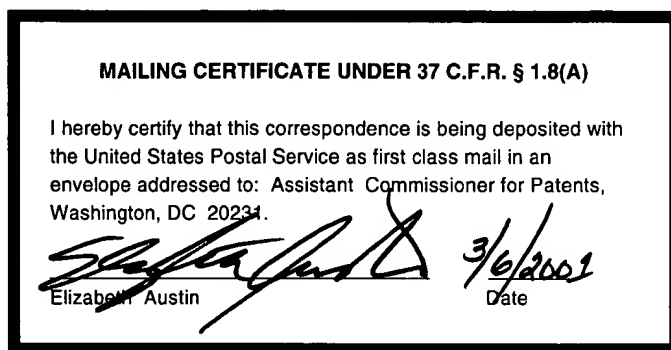 MAILING CERTIFICATE UNDER 37 C.F.R. § 1.8(A)
I hereby certify that this correspondence is being deposited with
the United States Postal Service as first class mail in an
envelope addressed to: Assistant Commissioner for Patents,
Washington, DC 20231.
Elizabeth Austin 3/6/2001
Elizabeth Austin Date